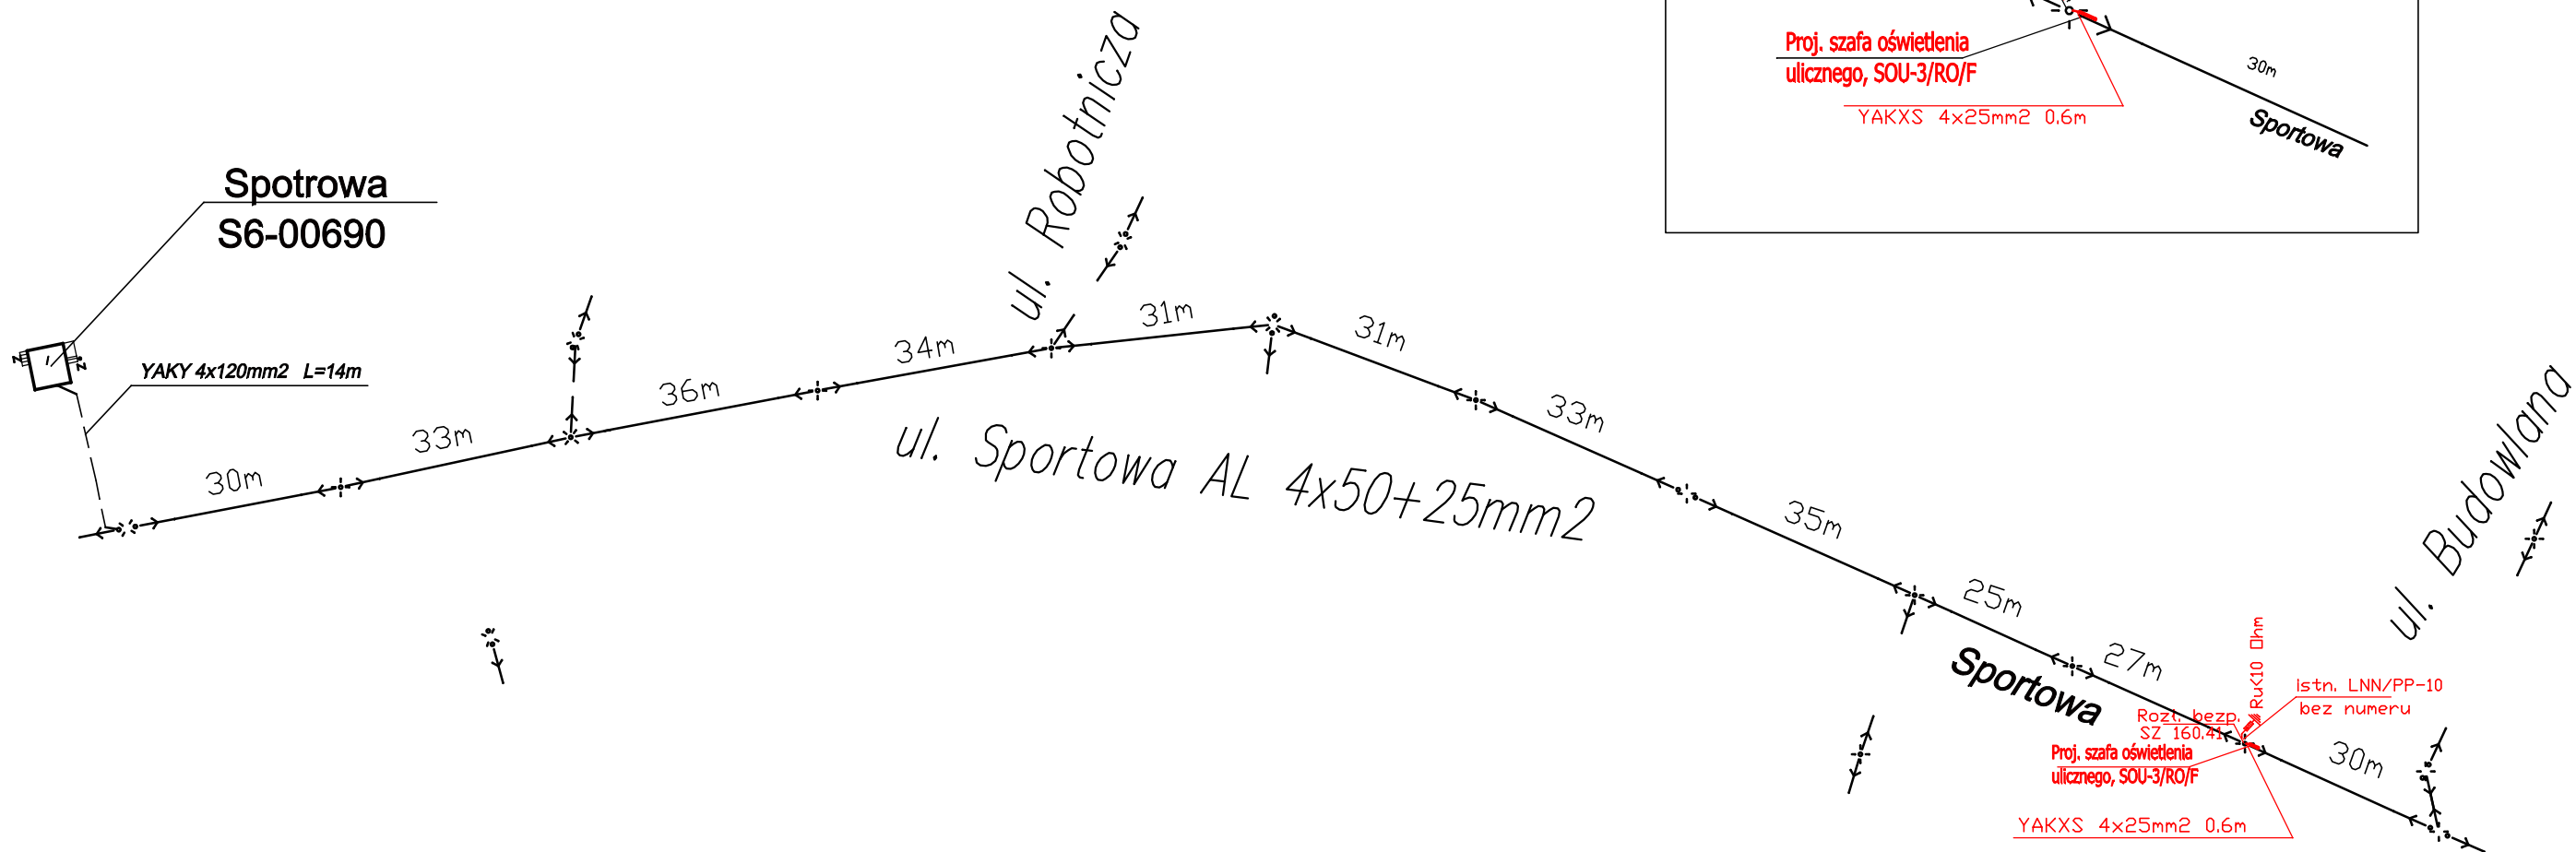 Proj. szafa oświetlenia
ulicznego, SOU-3/RO/F
YAKXS 4x25mm2 0.6m
30m
Sportowa
Spotrowa
S6-00690
YAKY 4x120mm2 L=14m
ul. Robotnicza
30m
33m
36m
34m
31m
31m
33m
35m
25m
27m
30m
ul. Sportowa AL 4x50+25mm2
Sportowa
ul. Budowlana
Ru<10 Ohm
istn. LNN/PP-10
bez numeru
Rozł. bezp.
SZ 160.41
Proj. szafa oświetlenia
ulicznego, SOU-3/RO/F
YAKXS 4x25mm2 0.6m